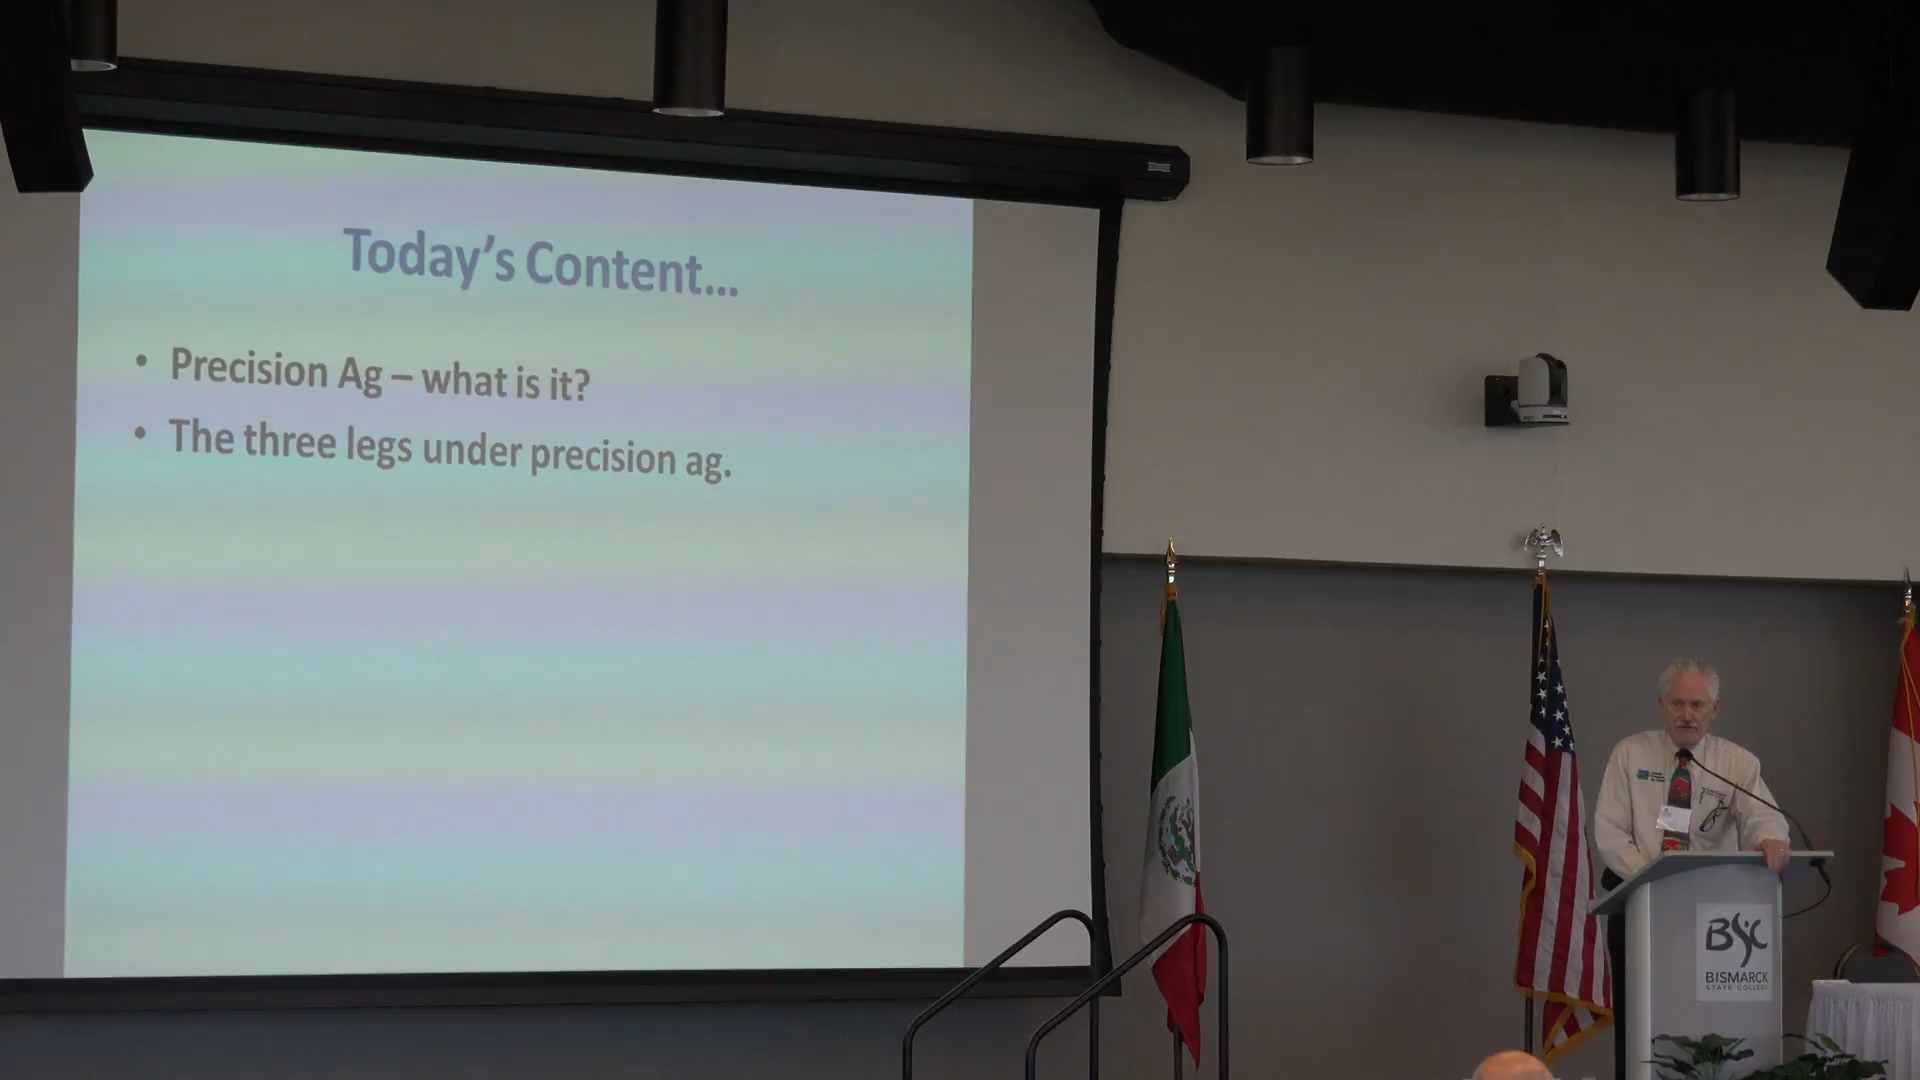 Today's Content...
• Precision Ag – what is it?
• The three legs under precision ag.
BSC
BISMARCK
STATE COLLEGE